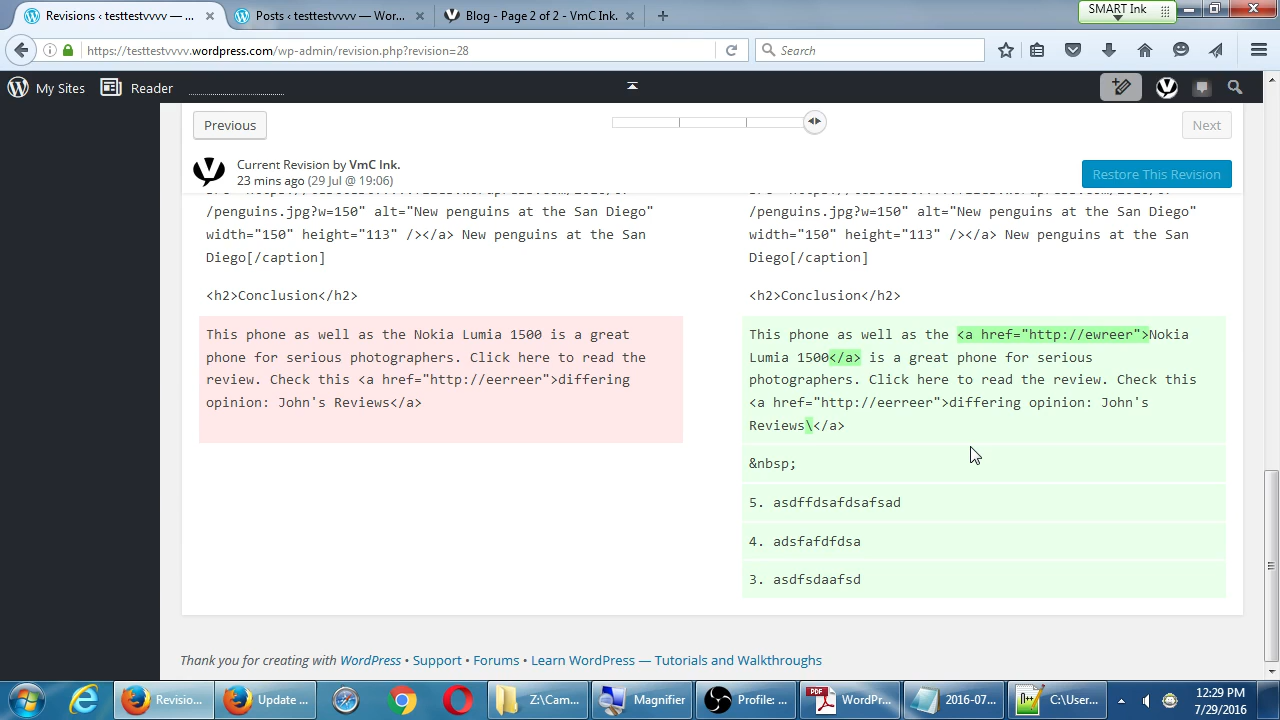 Revisions ‹ testtestvvvv — ...
Posts ‹ testtestvvvv — Wor...
Blog - Page 2 of 2 - VmC Ink.
SMART Ink
https://testtestvvvv.wordpress.com/wp-admin/revision.php?revision=28
Search
My Sites
Reader
Previous
Next
Current Revision by VmC Ink.
23 mins ago (29 Jul @ 19:06)
Restore This Revision
/penguins.jpg?w=150" alt="New penguins at the San Diego"
width="150" height="113" /></a> New penguins at the San
Diego[/caption]
<h2>Conclusion</h2>
This phone as well as the Nokia Lumia 1500 is a great
phone for serious photographers. Click here to read the
review. Check this <a href="http://eerreer">differing
opinion: John's Reviews</a>
/penguins.jpg?w=150" alt="New penguins at the San Diego"
width="150" height="113" /></a> New penguins at the San
Diego[/caption]
<h2>Conclusion</h2>
This phone as well as the <a href="http://ewreer">Nokia
Lumia 1500</a> is a great phone for serious
photographers. Click here to read the review. Check this
<a href="http://eerreer">differing opinion: John's
Reviews\</a>
&nbsp;
5. asdffdsafdsafsad
4. adsfafdfdsa
3. asdfsdaafsd
Thank you for creating with WordPress • Support • Forums • Learn WordPress — Tutorials and Walkthroughs
Revisio...
Update ...
Z:\Cam...
Magnifier
Profile: ...
WordPr...
2016-07...
C:\User...
12:29 PM
7/29/2016